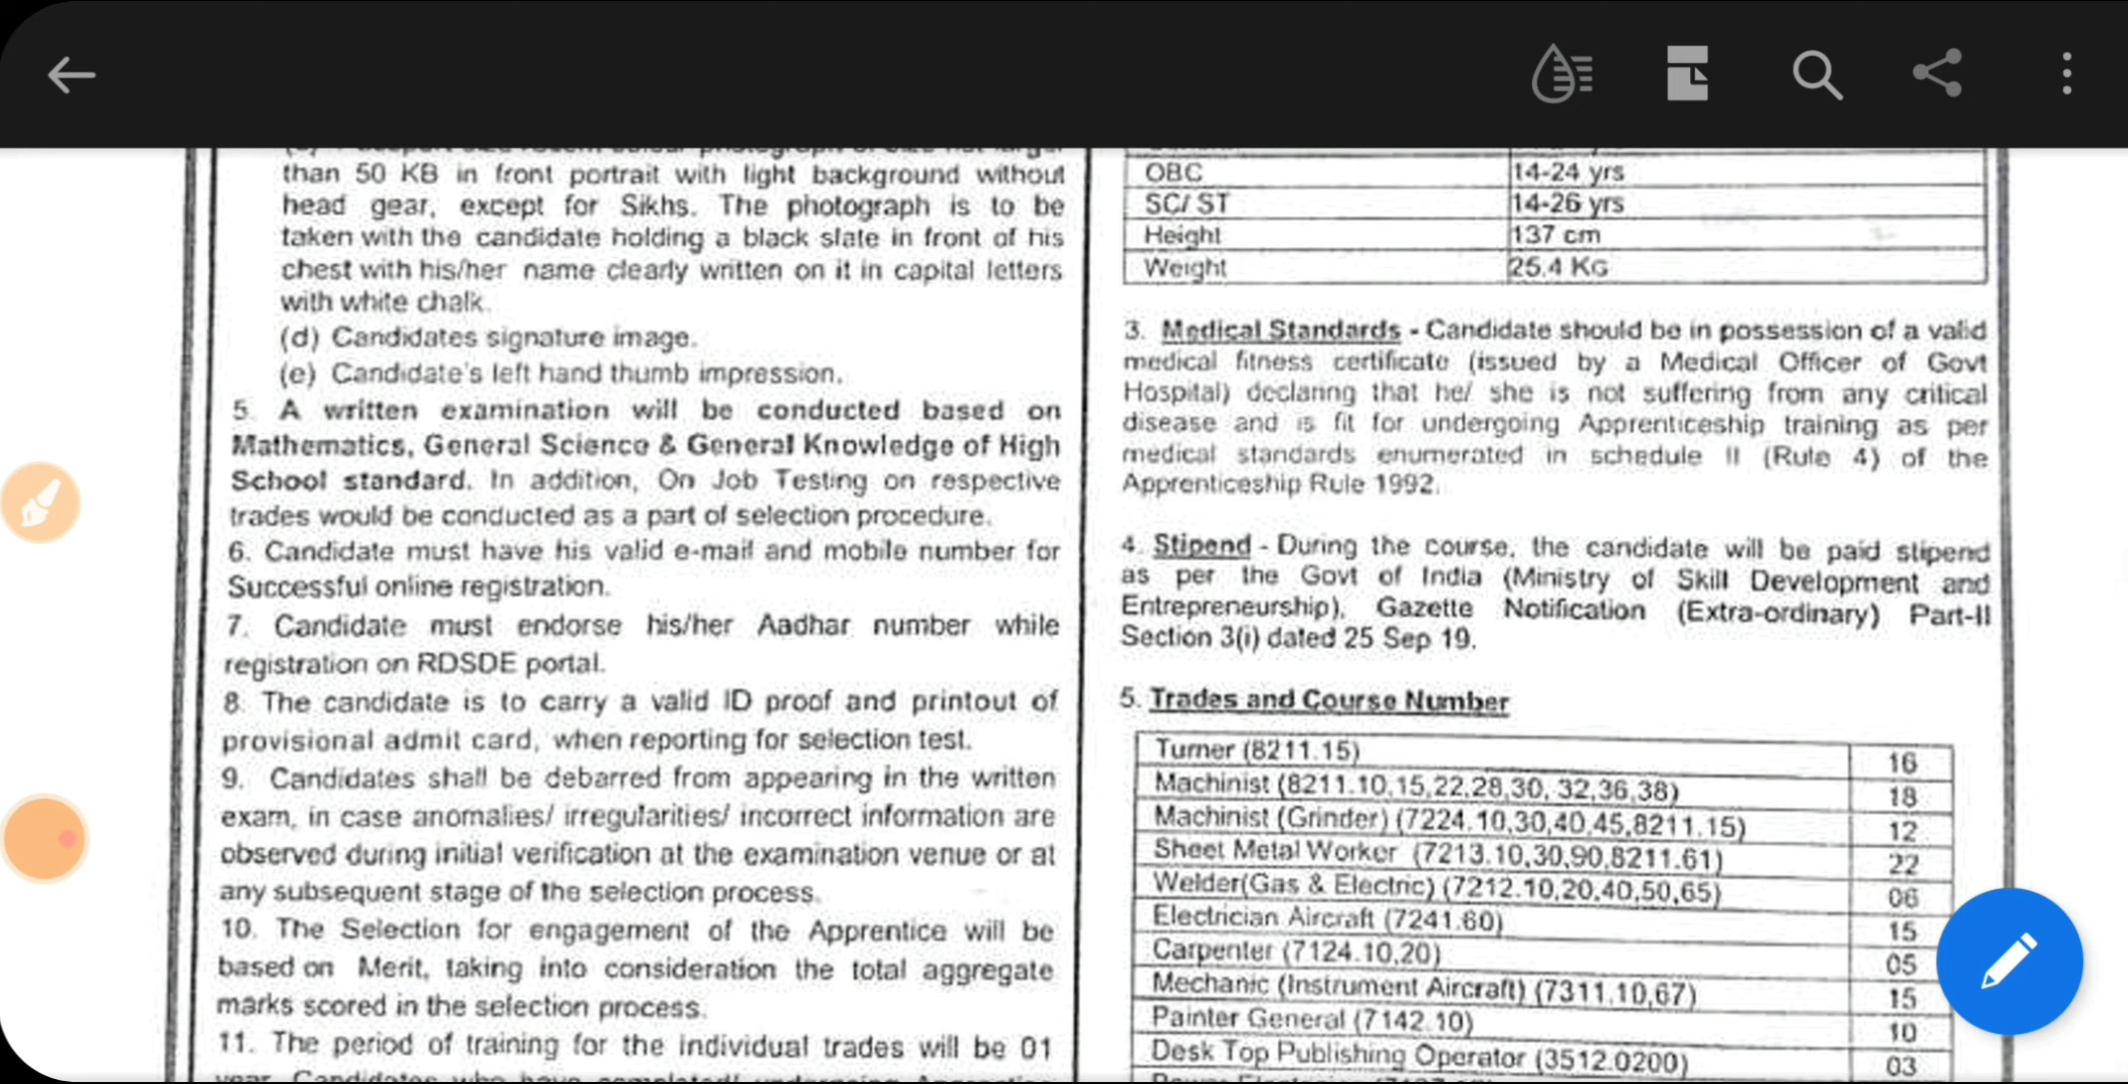 than 50 KB in front portrait with light background without
head gear, except for Sikhs. The photograph is to be
taken with the candidate holding a black slate in front of his
chest with his/her name clearly written on it in capital letters
with white chalk.
(d) Candidates signature image.
(e) Candidate's left hand thumb impression.
5. A written examination will be conducted based on
Mathematics, General Science & General Knowledge of High
School standard. In addition, On Job Testing on respective
trades would be conducted as a part of selection procedure.
6. Candidate must have his valid e-mail and mobile number for
Successful online registration.
7. Candidate must endorse his/her Aadhar number while
registration on RDSDE portal.
8. The candidate is to carry a valid ID proof and printout of
provisional admit card, when reporting for selection test.
9. Candidates shall be debarred from appearing in the written
exam, in case anomalies/ irregularities/ incorrect information are
observed during initial verification at the examination venue or at
any subsequent stage of the selection process.
10. The Selection for engagement of the Apprentice will be
based on Merit, taking into consideration the total aggregate
marks scored in the selection process.
11. The period of training for the individual trades will be 01
OBC 14-24 yrs
SC/ ST 14-26 yrs
Height 137 cm
Weight 25.4 KG
3. Medical Standards - Candidate should be in possession of a valid
medical fitness certificate (issued by a Medical Officer of Govt
Hospital) declaring that he/ she is not suffering from any critical
disease and is fit for undergoing Apprenticeship training as per
medical standards enumerated in schedule II (Rule 4) of the
Apprenticeship Rule 1992.
4. Stipend - During the course, the candidate will be paid stipend
as per the Govt of India (Ministry of Skill Development and
Entrepreneurship), Gazette Notification (Extra-ordinary) Part-II
Section 3(i) dated 25 Sep 19.
5. Trades and Course Number
Turner (8211.15) 16
Machinist (8211.10,15,22,28,30, 32,36,38) 18
Machinist (Grinder) (7224.10,30,40,45,8211.15) 12
Sheet Metal Worker (7213.10,30,90,8211.61) 22
Welder(Gas & Electric) (7212.10,20,40,50,65) 06
Electrician Aircraft (7241.60) 15
Carpenter (7124.10,20) 05
Mechanic (Instrument Aircraft) (7311,10,67) 15
Painter General (7142.10) 10
Desk Top Publishing Operator (3512.0200) 03